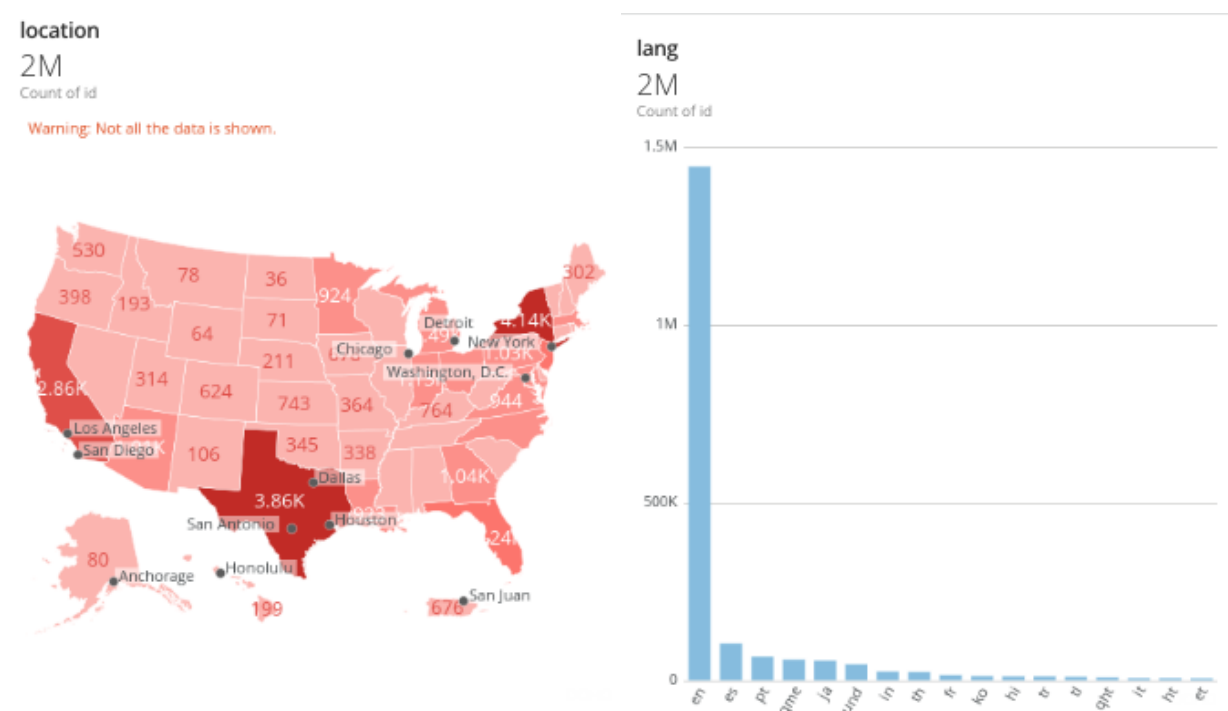 location
2M
Count of id
Warning: Not all the data is shown.
530
78
36
302
398
193
924
64
71
4.14K
Detroit
New York
Chicago
1.03K
211
Washington, D.C.
2.86K
314
624
743
364
764
944
Los Angeles
San Diego
106
345
338
1.04K
Dallas
3.86K
San Antonio
Houston
80
Anchorage
Honolulu
199
San Juan
676
lang
2M
Count of id
1.5M
1M
500K
0
en
es
pt
ja
und
in
th
fr
ko
hi
tr
tl
qht
it
ht
et